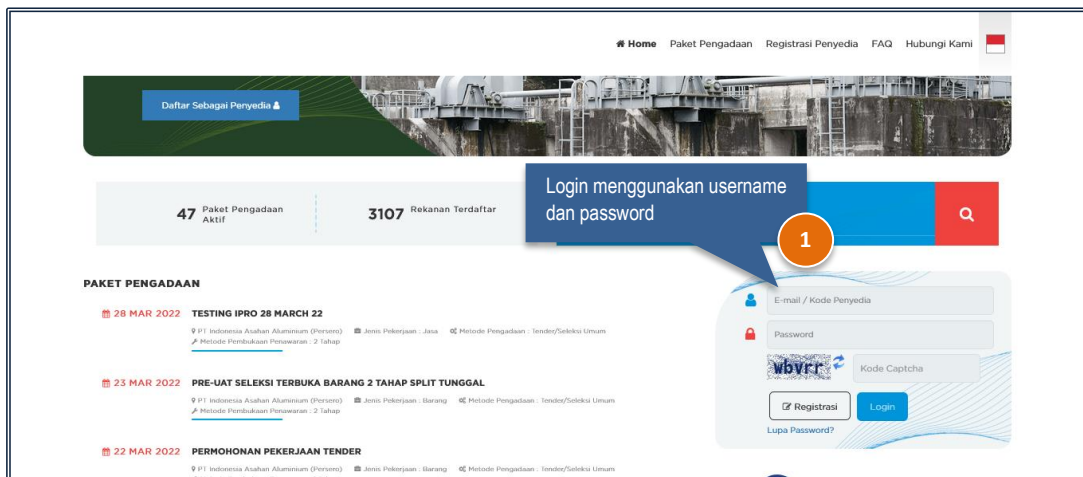 Home Paket Pengadaan Registrasi Penyedia FAQ Hubungi Kami
Daftar Sebagai Penyedia
Login menggunakan username
dan password
1
47 Paket Pengadaan
Aktif
3107 Rekanan Terdaftar
PAKET PENGADAAN
28 MAR 2022 TESTING IPRO 28 MARCH 22
PT Indonesia Asahan Aluminium (Persero) Jenis Pekerjaan : Jasa Metode Pengadaan : Tender/Seleksi Umum
Metode Pembukaan Penawaran : 2 Tahap
23 MAR 2022 PRE-UAT SELEKSI TERBUKA BARANG 2 TAHAP SPLIT TUNGGAL
PT Indonesia Asahan Aluminium (Persero) Jenis Pekerjaan : Barang Metode Pengadaan : Tender/Seleksi Umum
Metode Pembukaan Penawaran : 2 Tahap
22 MAR 2022 PERMOHONAN PEKERJAAN TENDER
PT Indonesia Asahan Aluminium (Persero) Jenis Pekerjaan : Barang Metode Pengadaan : Tender/Seleksi Umum
E-mail / Kode Penyedia
Password
wbvrr Kode Captcha
Registrasi Login
Lupa Password?